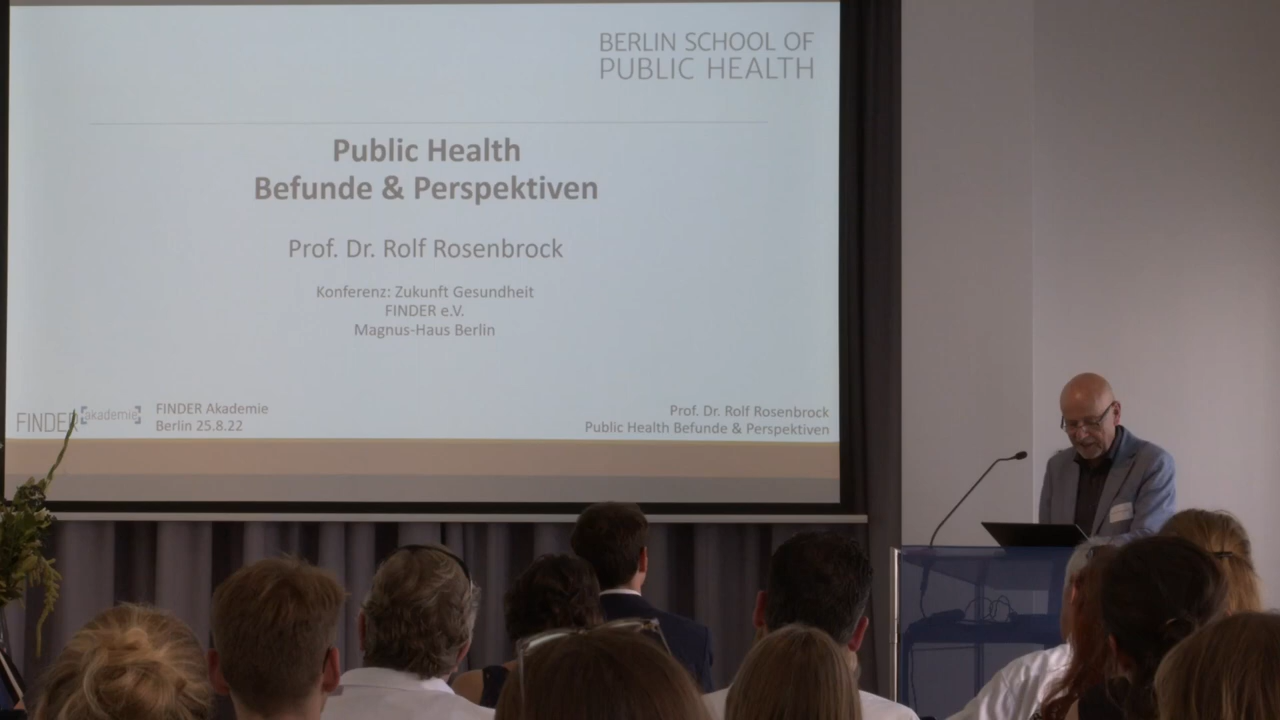 BERLIN SCHOOL OF
PUBLIC HEALTH
Public Health
Befunde & Perspektiven
Prof. Dr. Rolf Rosenbrock
Konferenz: Zukunft Gesundheit
FINDER e.V.
Magnus-Haus Berlin
FINDER akademie
FINDER Akademie
Berlin 25.8.22
Prof. Dr. Rolf Rosenbrock
Public Health Befunde & Perspektiven